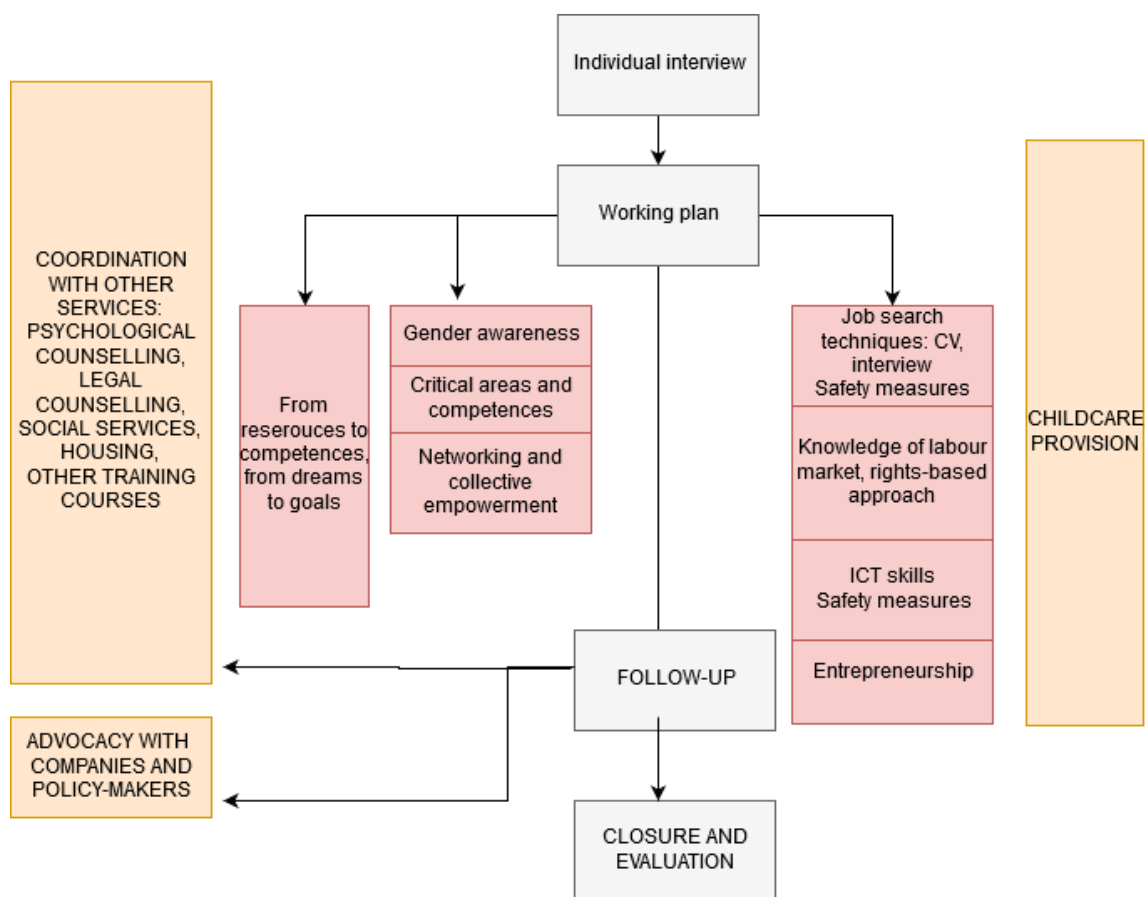 Individual interview
Working plan
COORDINATION
WITH OTHER
SERVICES:
PSYCHOLOGICAL
COUNSELLING,
LEGAL
COUNSELLING,
SOCIAL SERVICES,
HOUSING,
OTHER TRAINING
COURSES
From
reserouces to
competences,
from dreams
to goals
Gender awareness
Critical areas and
competences
Networking and
collective
empowerment
Job search
techniques: CV,
interview
Safety measures
Knowledge of labour
market, rights-based
approach
ICT skills
Safety measures
Entrepreneurship
CHILDCARE
PROVISION
FOLLOW-UP
ADVOCACY WITH
COMPANIES AND
POLICY-MAKERS
CLOSURE AND
EVALUATION